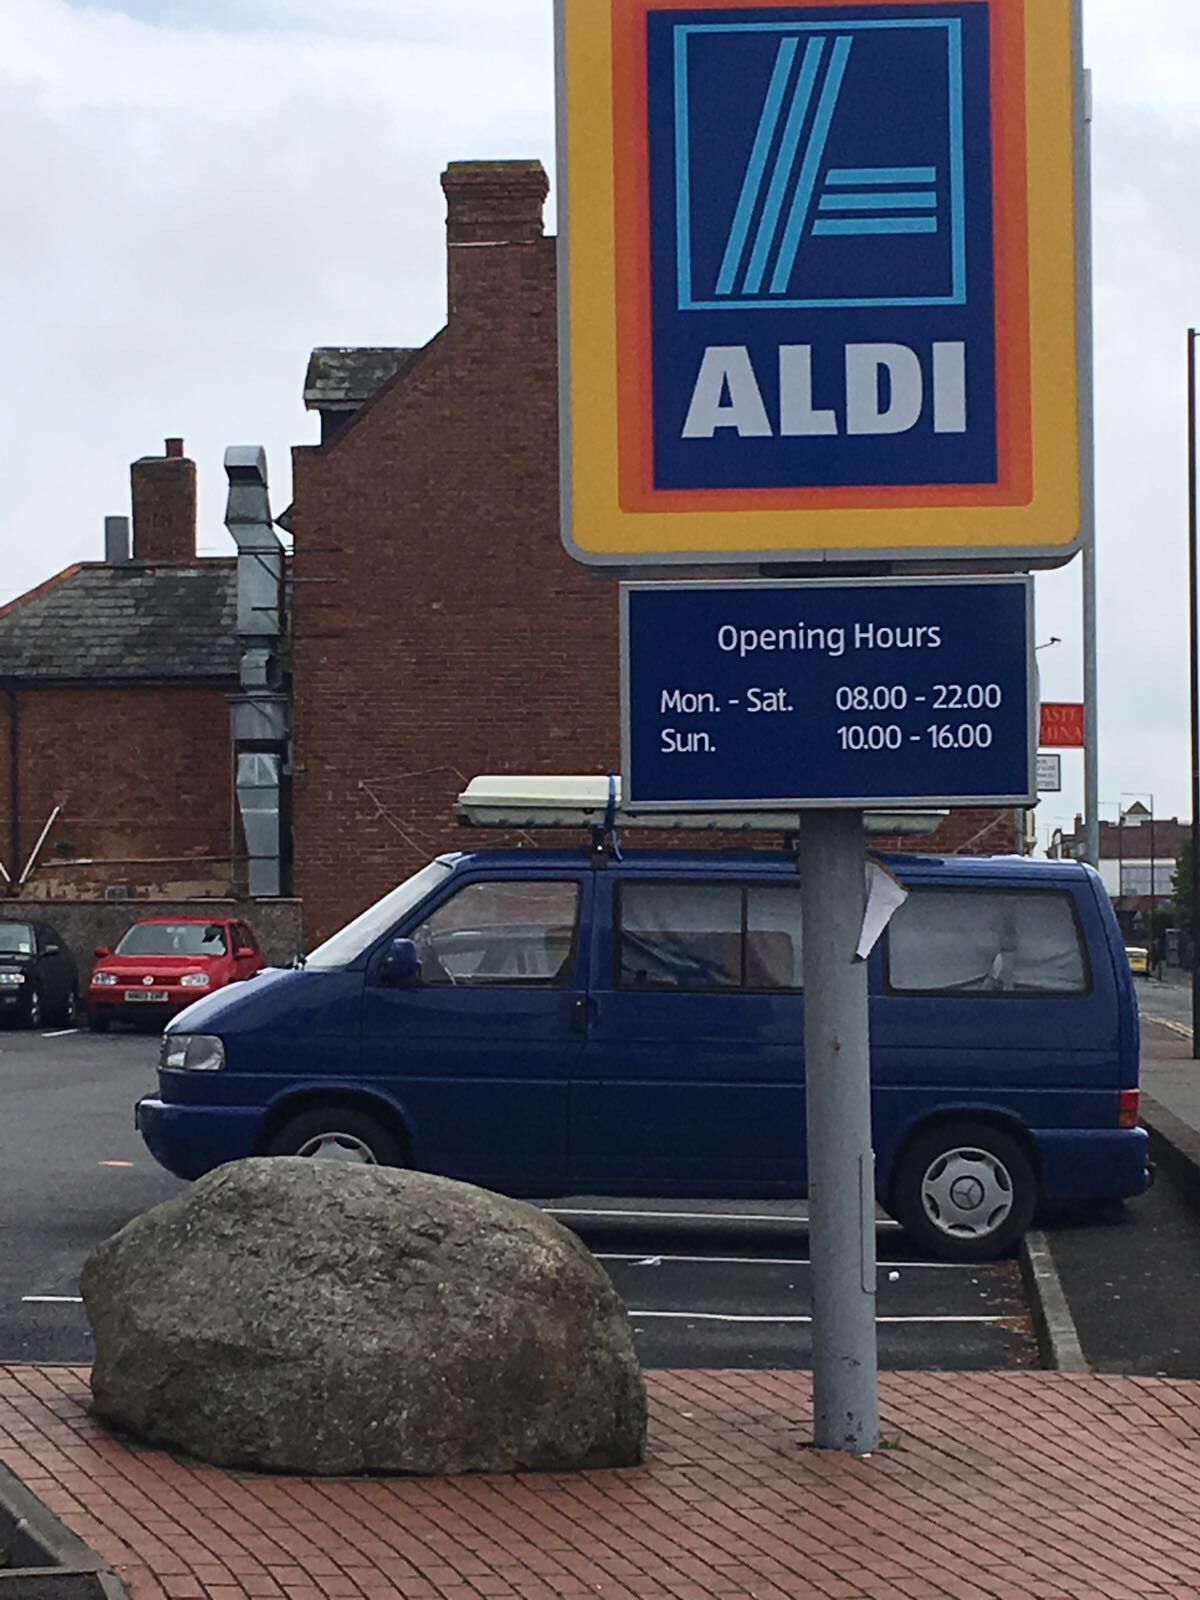 ALDI
Opening Hours
Mon. - Sat. 08.00 - 22.00
Sun. 10.00 - 16.00